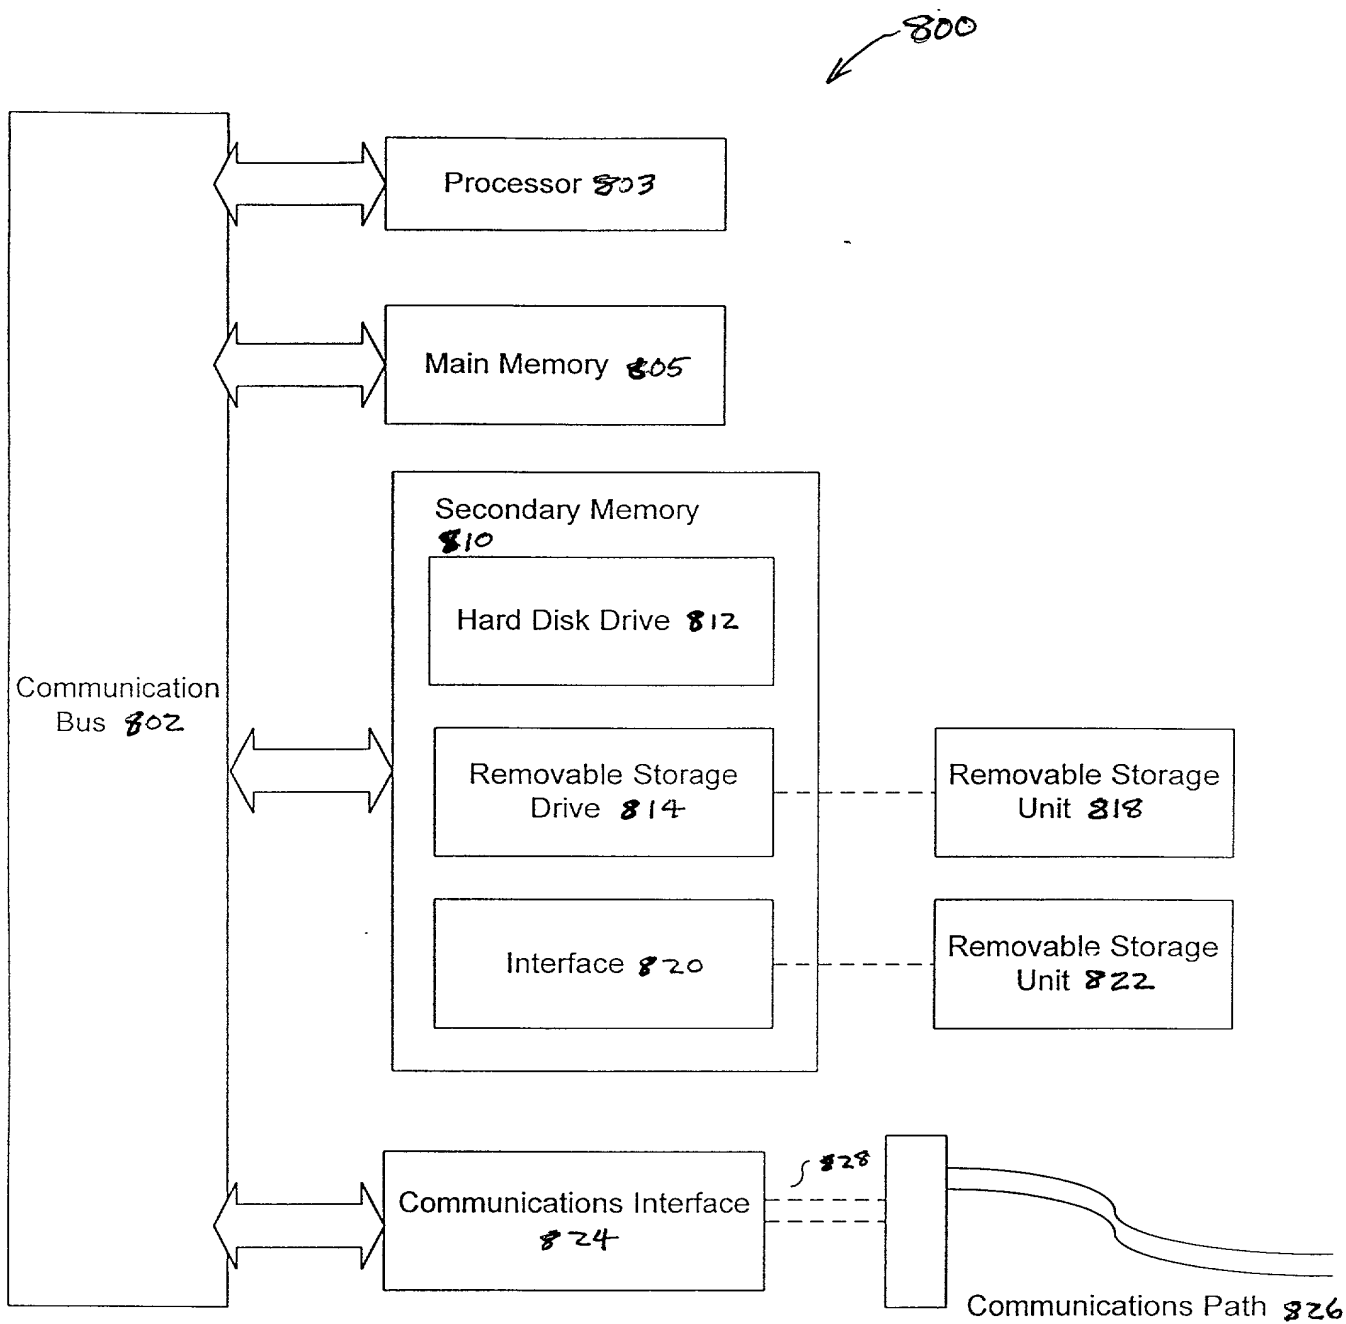 800
Processor 803
Main Memory 805
Secondary Memory
810
Hard Disk Drive 812
Communication
Bus 802
Removable Storage
Drive 814
Removable Storage
Unit 818
Interface 820
Removable Storage
Unit 822
Communications Interface
824
828
Communications Path 826